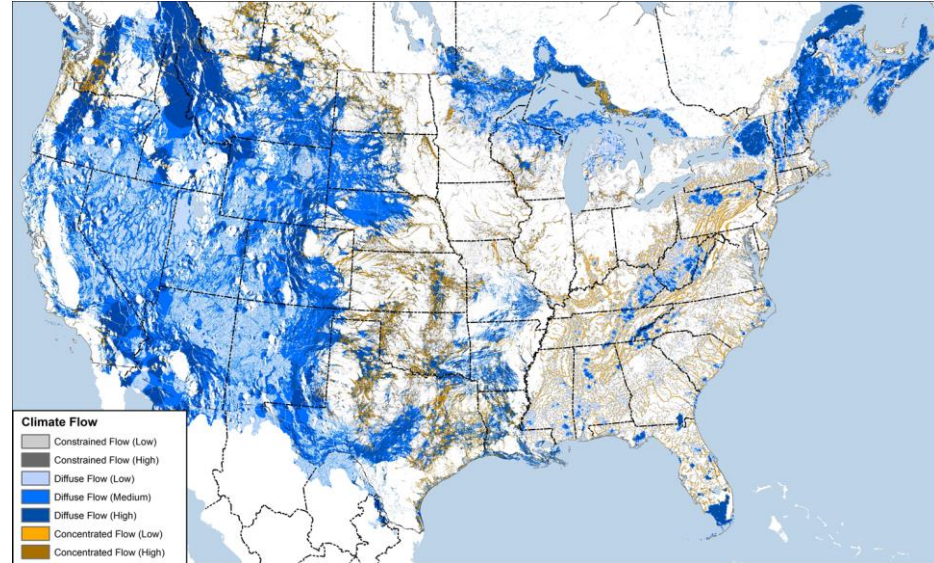 Climate Flow
Constrained Flow (Low)
Constrained Flow (High)
Diffuse Flow (Low)
Diffuse Flow (Medium)
Diffuse Flow (High)
Concentrated Flow (Low)
Concentrated Flow (High)